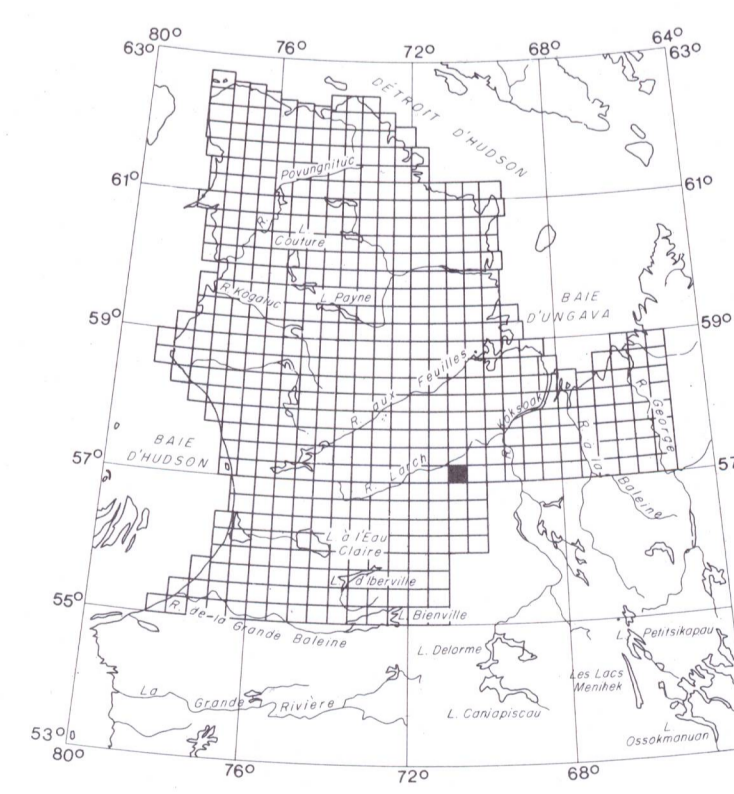 80°
76°
72°
68°
64°
63°
63°
DÉTROIT
D'HUDSON
61°
61°
Povungnituc
R.
L.
Couture
R. Kogaluc
L. Payne
BAIE
D'UNGAVA
59°
59°
R. aux Feuilles
Koksoak
R. George
R. à la Baleine
BAIE
D'HUDSON
57°
57
R. Larch
L. à l'Eau
Claire
L. d'Iberville
55°
R. de-la Grande Baleine
L. Bienville
L. Petitsikapau
L. Delorme
Les Lacs
Menihek
La Grande Rivière
L. Caniapiscau
L.
Ossokmanuan
53°
80°
76°
72°
68°